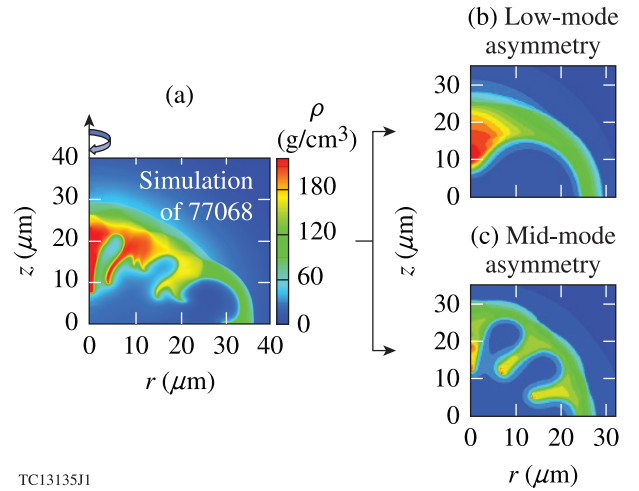 (a)
ρ
(g/cm³)
Simulation
of 77068
40
30
20
10
0
z (μm)
0 10 20 30 40
r (μm)
180
120
60
0
(b) Low-mode
asymmetry
30
20
10
0
z (μm)
(c) Mid-mode
asymmetry
30
20
10
0
0 10 20 30
r (μm)
TC13135J1